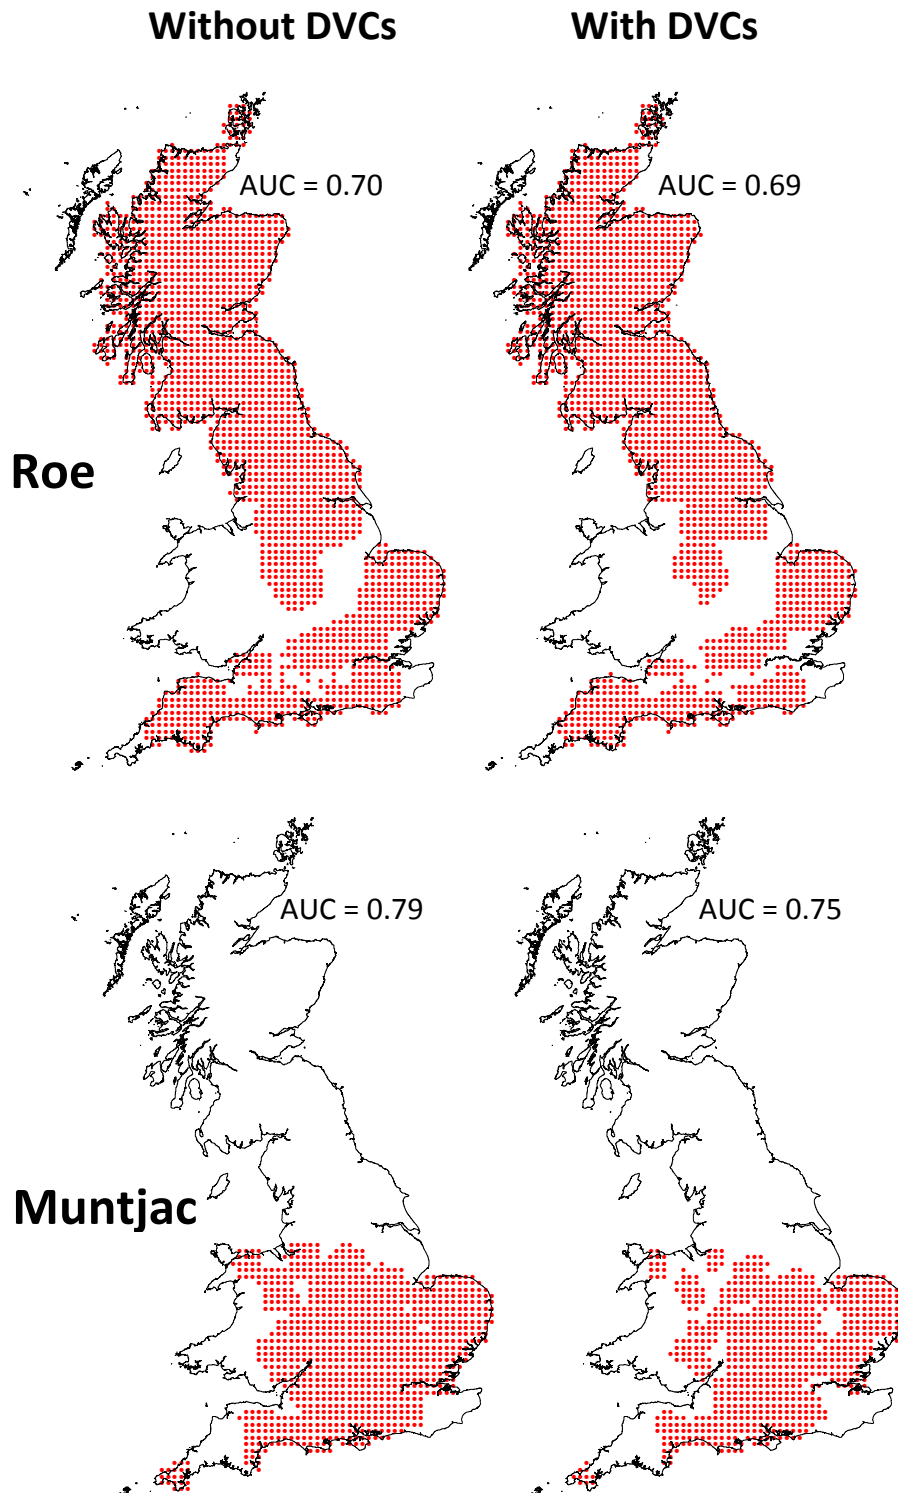 Without DVCs
With DVCs
AUC = 0.70
AUC = 0.69
Roe
AUC = 0.79
AUC = 0.75
Muntjac